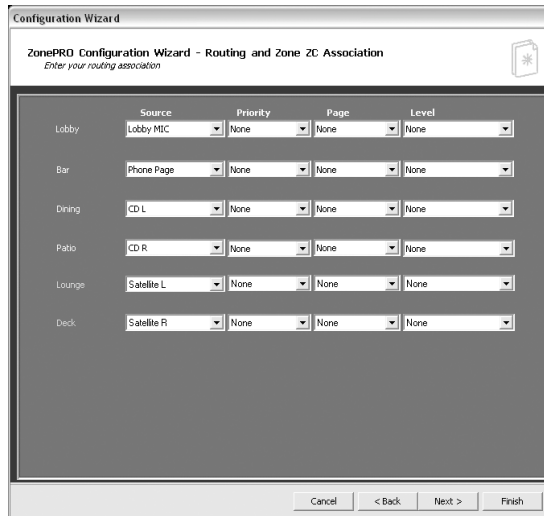 Configuration Wizard
ZonePRO Configuration Wizard - Routing and Zone ZC Association
Enter your routing association
Source Priority Page Level
Lobby Lobby MIC None None None
Bar Phone Page None None None
Dining CD L None None None
Patio CD R None None None
Lounge Satellite L None None None
Deck Satellite R None None None
Cancel < Back Next > Finish